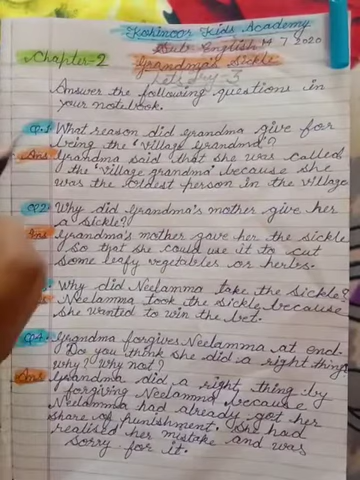 Kohinoor Kids Academy
Sub: English 14 7 2020
Chapter-2 Grandma's Sickle
Let's Try-3
Answer the following questions in
your notebook.
Q.1 What reason did grandma give for
being the 'village grandma?
Ans Grandma said that she was called
the 'village grandma' because she
was the oldest person in the village
Q2. Why did grandma's mother give her
a sickle?
Ans Grandma's mother gave her the sickle
so that she could use it to cut
some leafy vegetables or herbs.
Why did Neelamma take the sickle?
Neelamma took the sickle because
she wanted to win the bet.
Q4. Grandma forgives Neelamma at end.
Do you think she did a right thing
why? Why not?
Ans Grandma did a right thing by
forgiving Neelamma because
Neelamma had already got her
share of punishment. She had
realised her mistake and was
sorry for it.